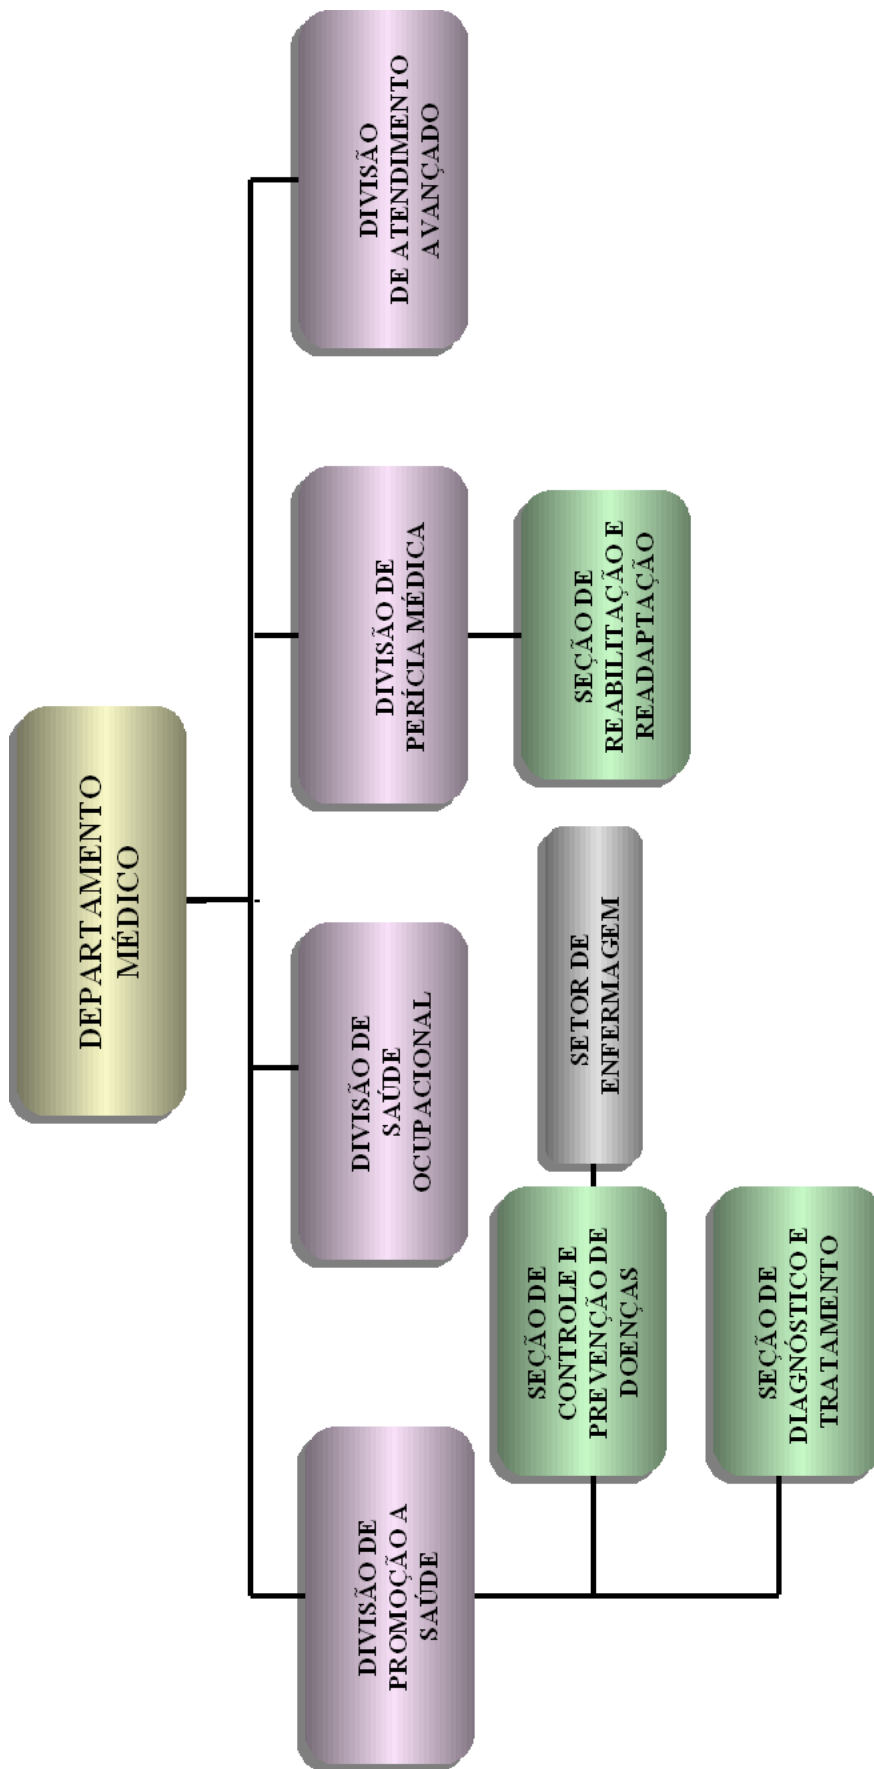 DEPARTAMENTO
MÉDICO
DIVISÃO DE
PROMOÇÃO A
SAÚDE
DIVISÃO DE
SAÚDE
OCUPACIONAL
DIVISÃO DE
PERÍCIA MÉDICA
DIVISÃO
DE ATENDIMENTO
AVANÇADO
SEÇÃO DE
CONTROLE E
PREVENÇÃO DE
DOENÇAS
SETOR DE
ENFERMAGEM
SEÇÃO DE
REABILITAÇÃO E
READAPTAÇÃO
SEÇÃO DE
DIAGNÓSTICO E
TRATAMENTO